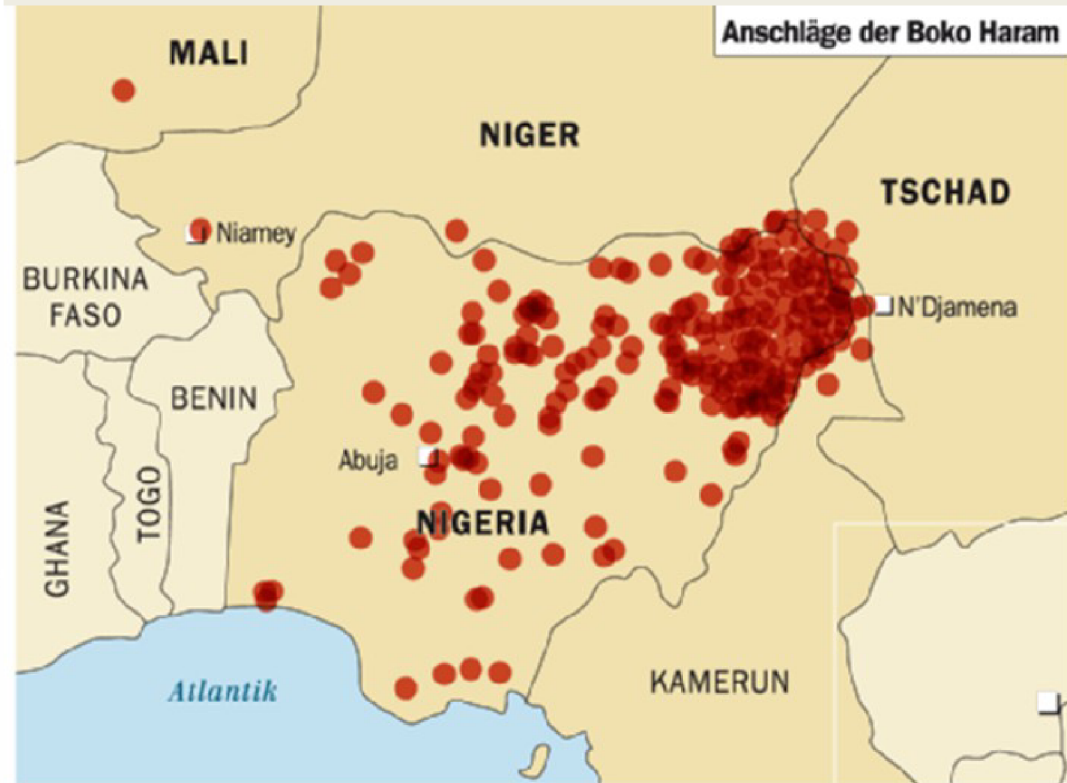 Anschläge der Boko Haram
MALI
NIGER
TSCHAD
Niamey
BURKINA
FASO
N'Djamena
BENIN
Abuja
TOGO
GHANA
NIGERIA
KAMERUN
Atlantik